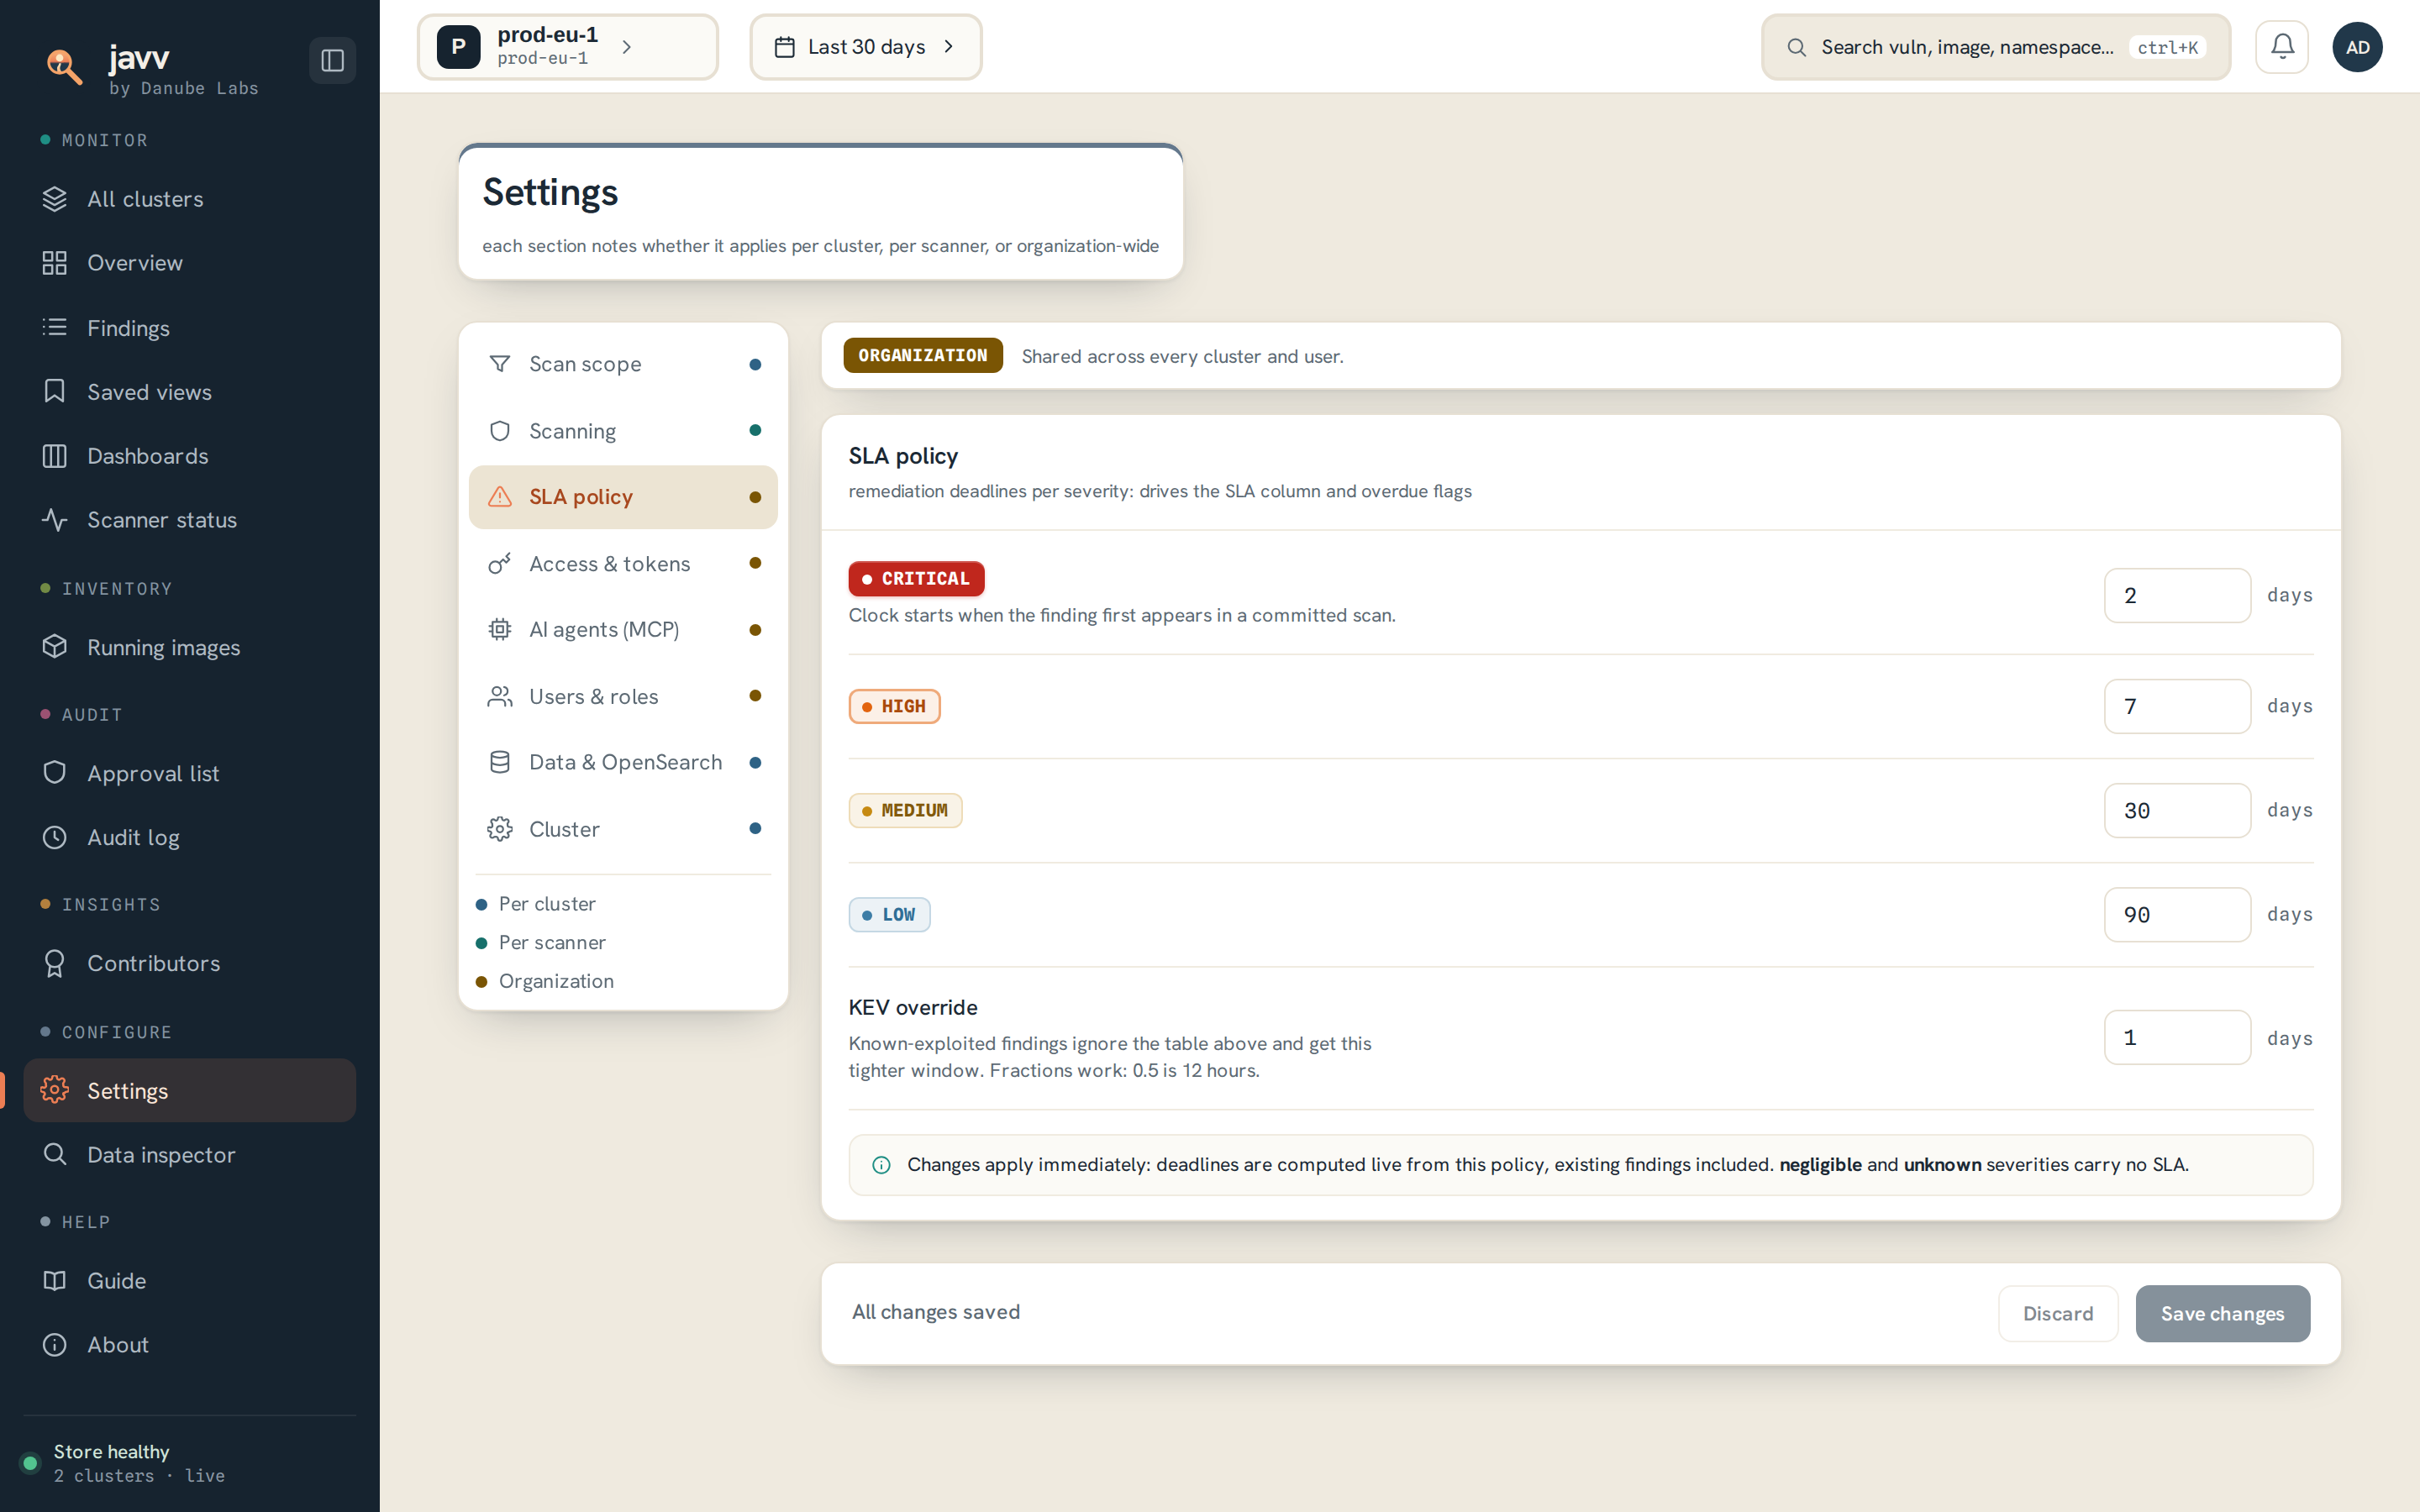 javv
by Danube Labs
MONITOR
All clusters
Overview
Findings
Saved views
Dashboards
Scanner status
INVENTORY
Running images
AUDIT
Approval list
Audit log
INSIGHTS
Contributors
CONFIGURE
Settings
Data inspector
HELP
Guide
About
Store healthy
2 clusters · live
P
prod-eu-1
prod-eu-1
Last 30 days
Search vuln, image, namespace... ctrl+K
AD
Settings
each section notes whether it applies per cluster, per scanner, or organization-wide
Scan scope
Scanning
SLA policy
Access & tokens
AI agents (MCP)
Users & roles
Data & OpenSearch
Cluster
Per cluster
Per scanner
Organization
ORGANIZATION Shared across every cluster and user.
SLA policy
remediation deadlines per severity: drives the SLA column and overdue flags
CRITICAL
Clock starts when the finding first appears in a committed scan.
2 days
HIGH
7 days
MEDIUM
30 days
LOW
90 days
KEV override
Known-exploited findings ignore the table above and get this
tighter window. Fractions work: 0.5 is 12 hours.
1 days
Changes apply immediately: deadlines are computed live from this policy, existing findings included. negligible and unknown severities carry no SLA.
All changes saved
Discard
Save changes